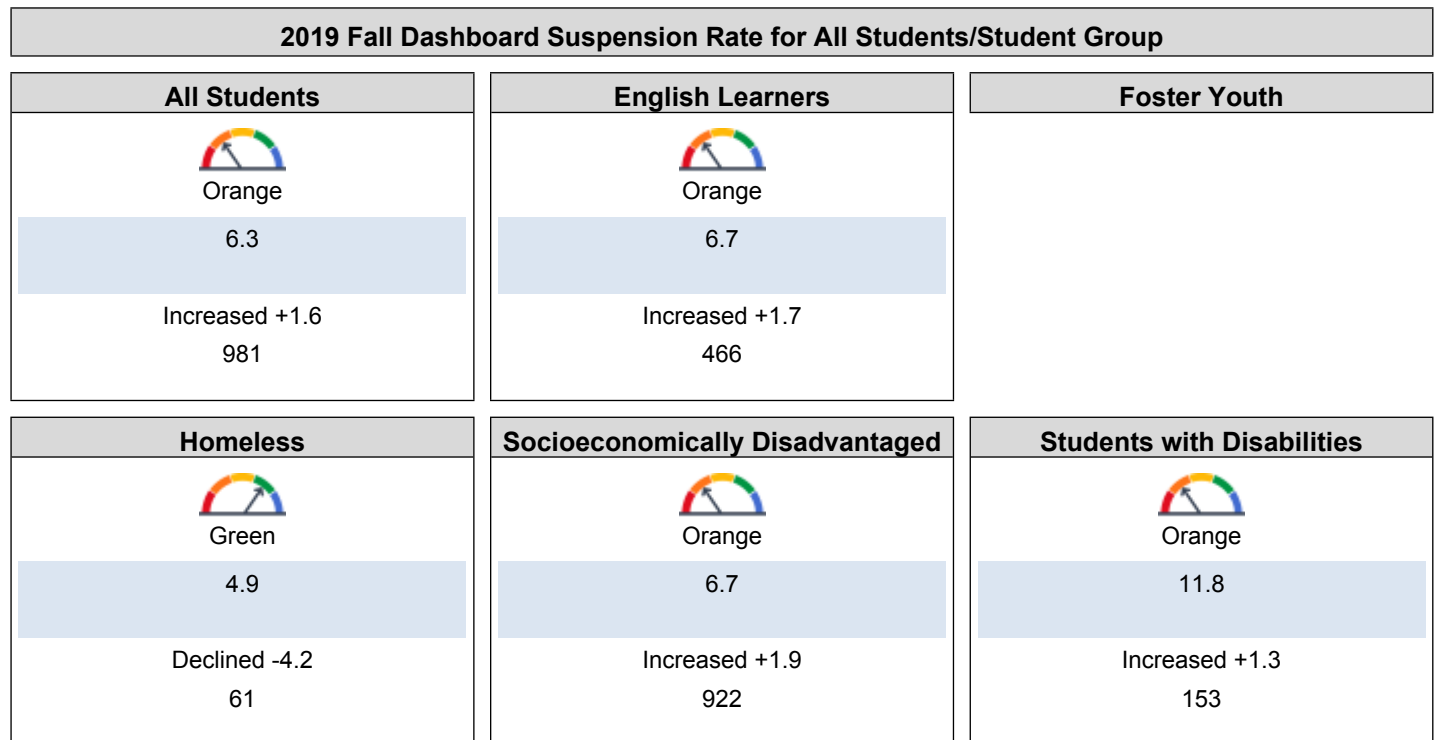 2019 Fall Dashboard Suspension Rate for All Students/Student Group
All Students
Orange
6.3
Increased +1.6
981
English Learners
Orange
6.7
Increased +1.7
466
Foster Youth
Homeless
Green
4.9
Declined -4.2
61
Socioeconomically Disadvantaged
Orange
6.7
Increased +1.9
922
Students with Disabilities
Orange
11.8
Increased +1.3
153